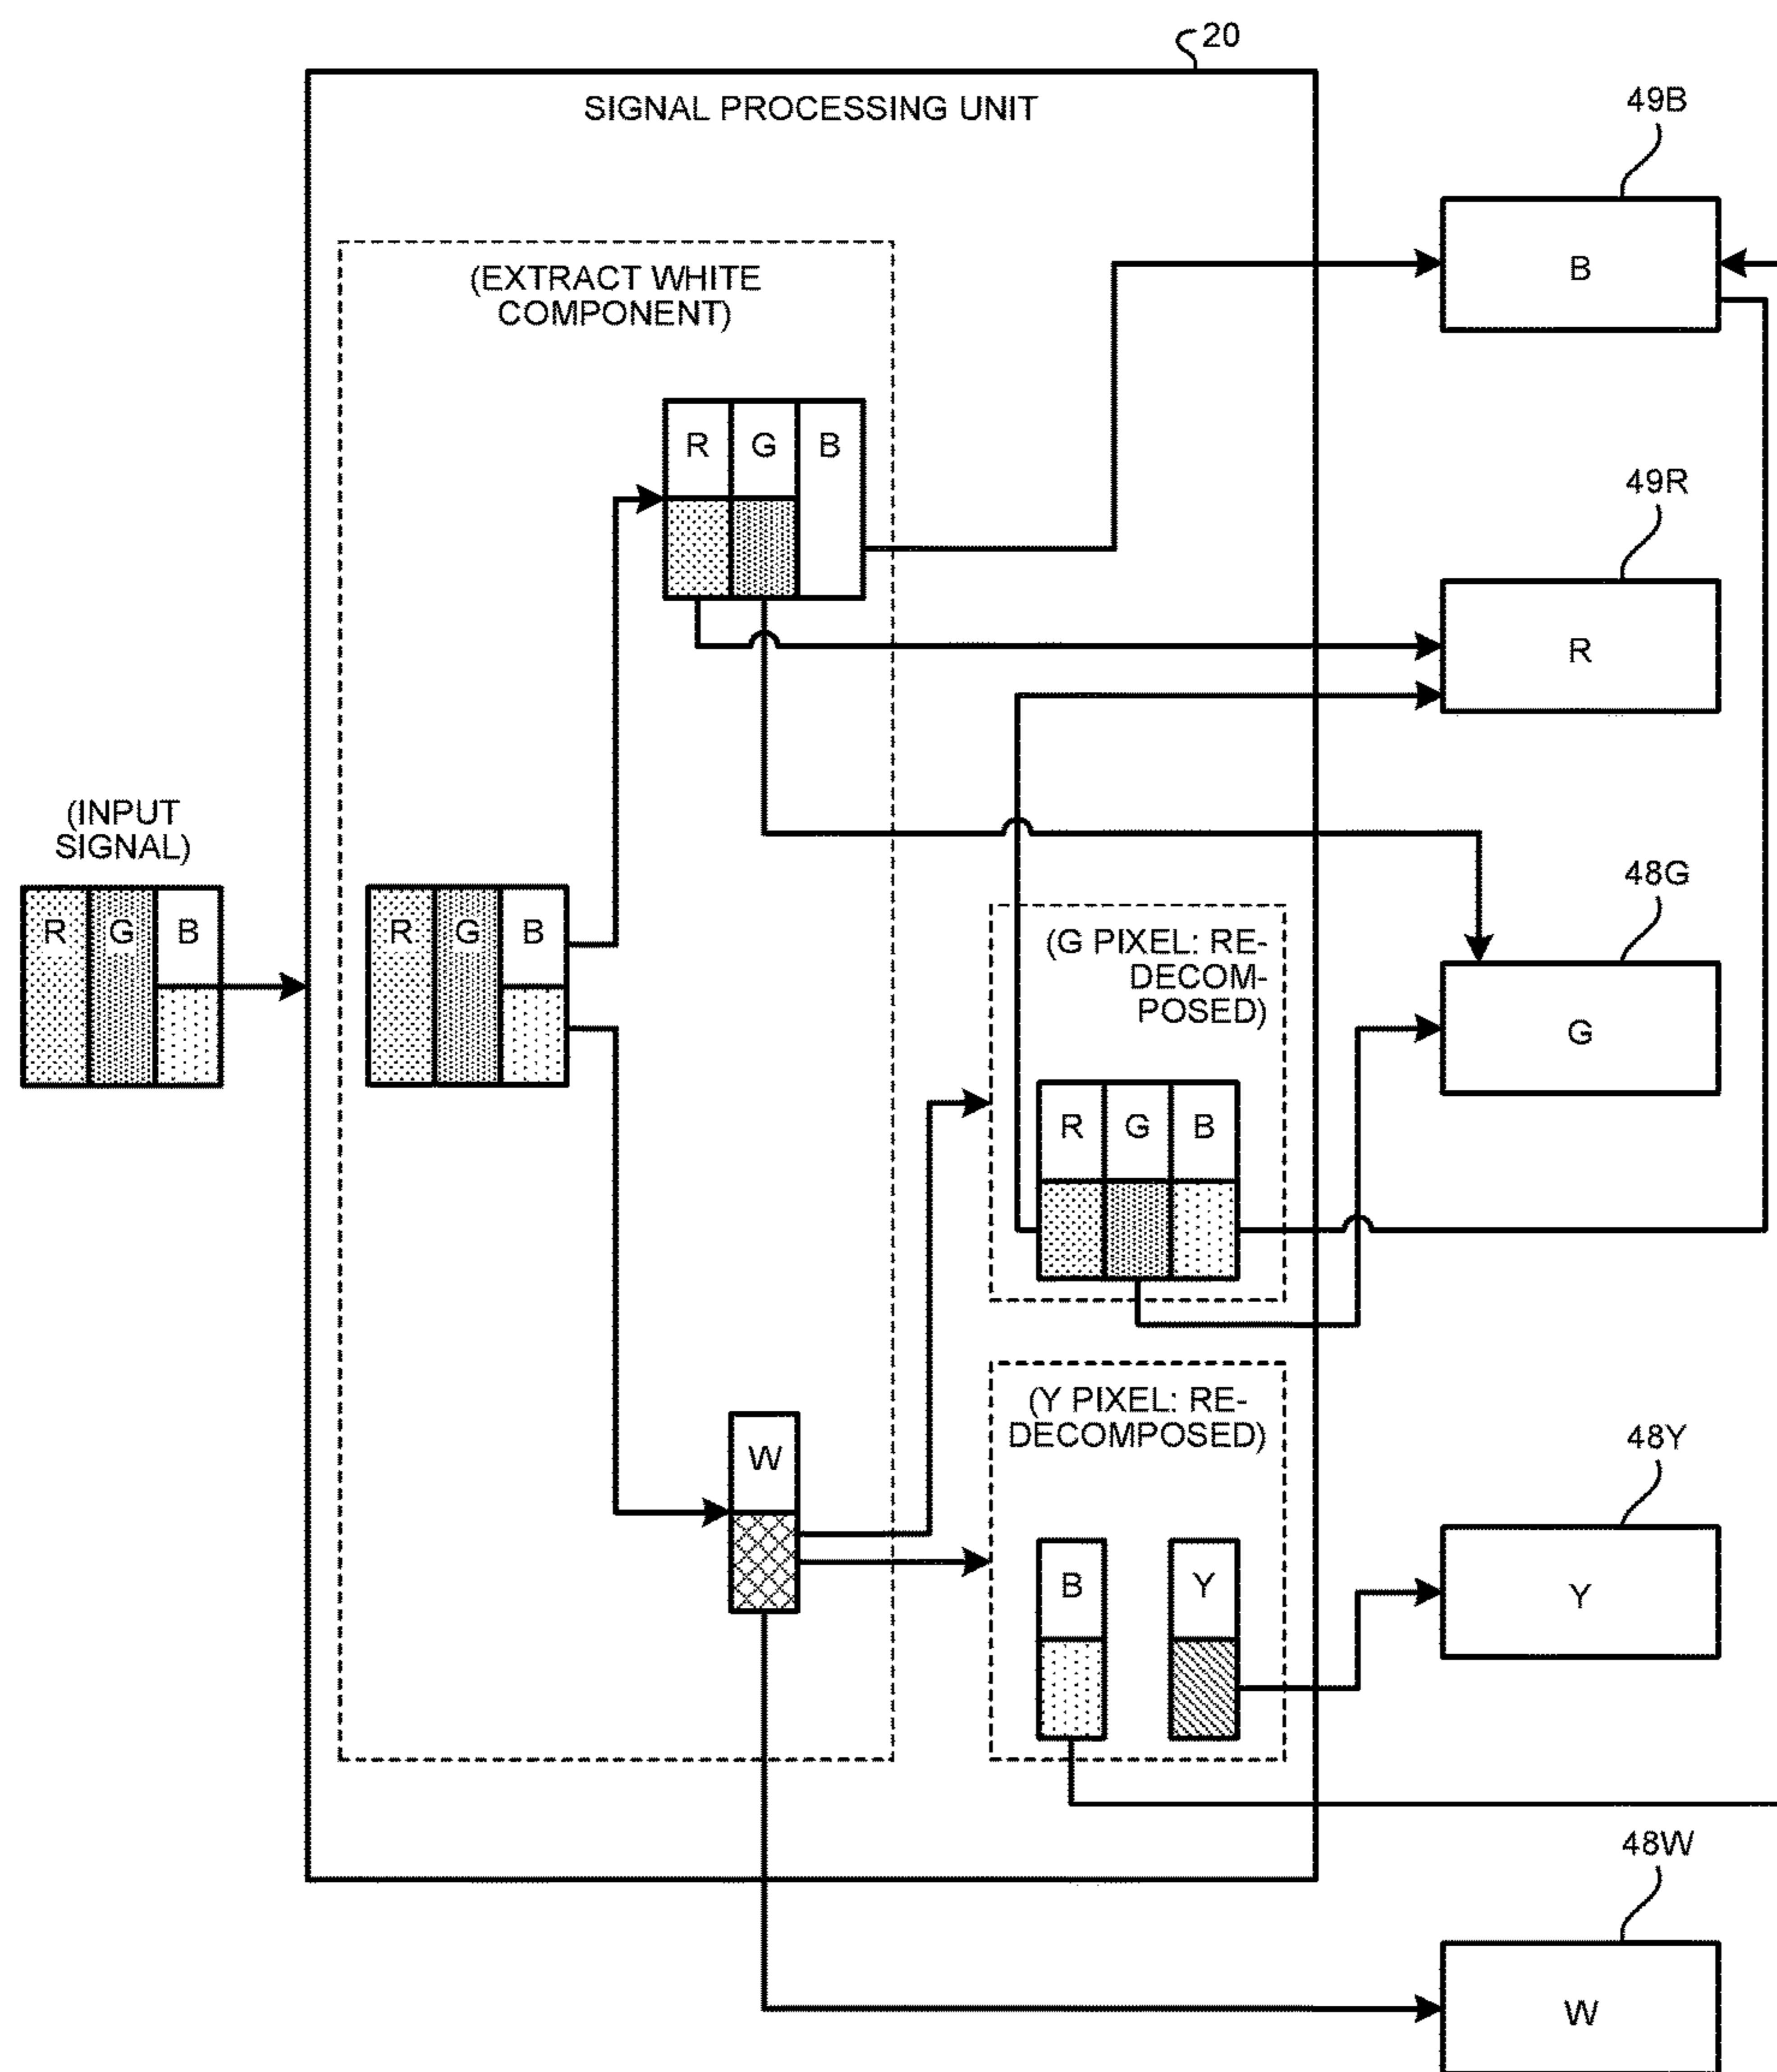 20
SIGNAL PROCESSING UNIT
49B
B
(EXTRACT WHITE
COMPONENT)
R G B
49R
R
(INPUT
SIGNAL)
R G B
R G B
48G
G
(G PIXEL: RE-
DECOM-
POSED)
R G B
W
(Y PIXEL: RE-
DECOMPOSED)
B Y
48Y
Y
48W
W